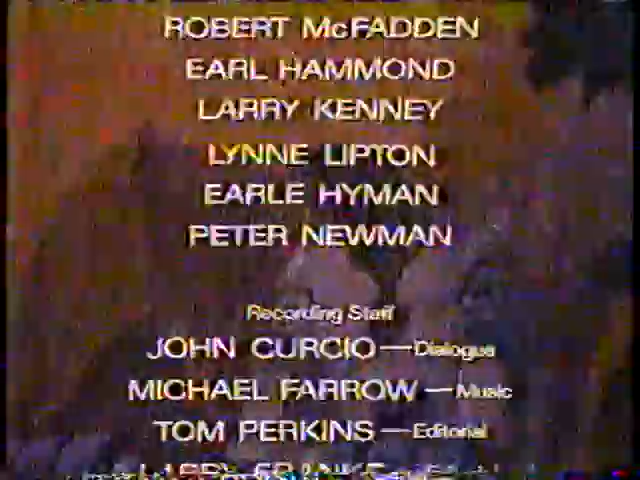 ROBERT McFADDEN
EARL HAMMOND
LARRY KENNEY
LYNNE LIPTON
EARLE HYMAN
PETER NEWMAN
Recording Staff
JOHN CURCIO—Dialogue
MICHAEL FARROW—Music
TOM PERKINS—Editorial
LARRY